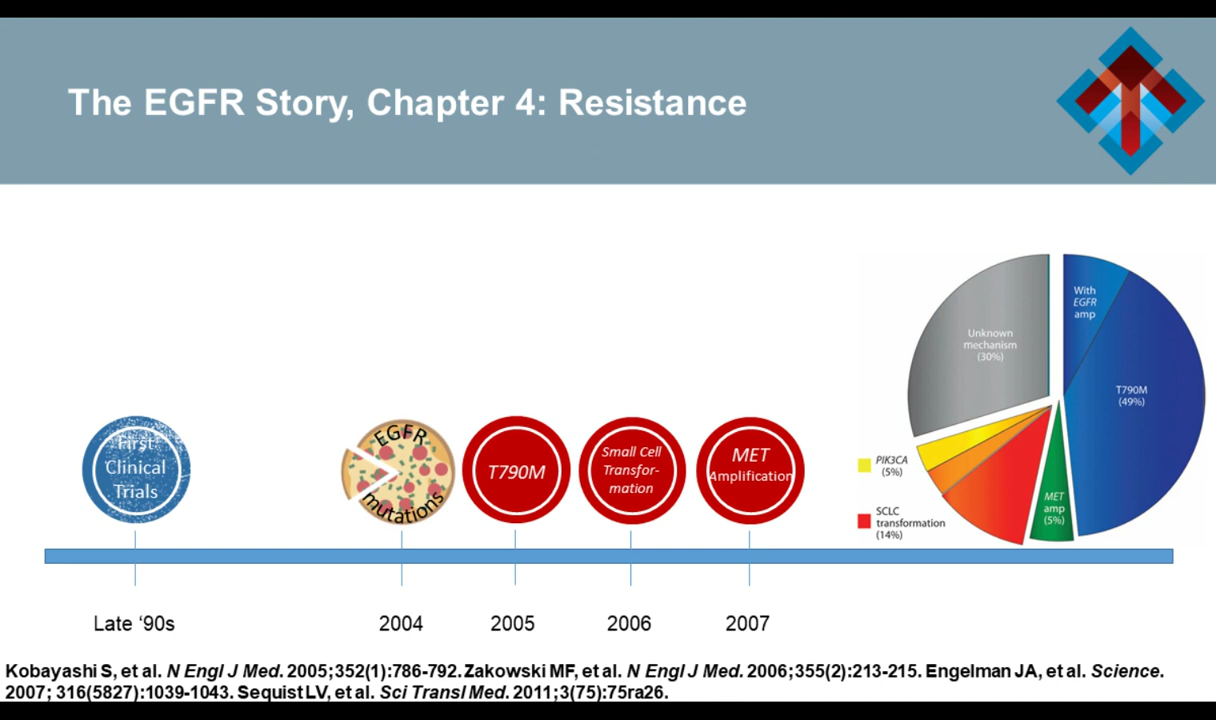 The EGFR Story, Chapter 4: Resistance
With
EGFR
amp
Unknown
mechanism
(30%)
T790M
(49%)
PIK3CA
(5%)
SCLC
transformation
(14%)
MET
amp
(5%)
First
Clinical
Trials
EGFR
mutations
T790M
Small Cell
Transfor-
mation
MET
Amplification
Late ‘90s
2004
2005
2006
2007
Kobayashi S, et al. N Engl J Med. 2005;352(1):786-792. Zakowski MF, et al. N Engl J Med. 2006;355(2):213-215. Engelman JA, et al. Science.
2007; 316(5827):1039-1043. Sequist LV, et al. Sci Transl Med. 2011;3(75):75ra26.